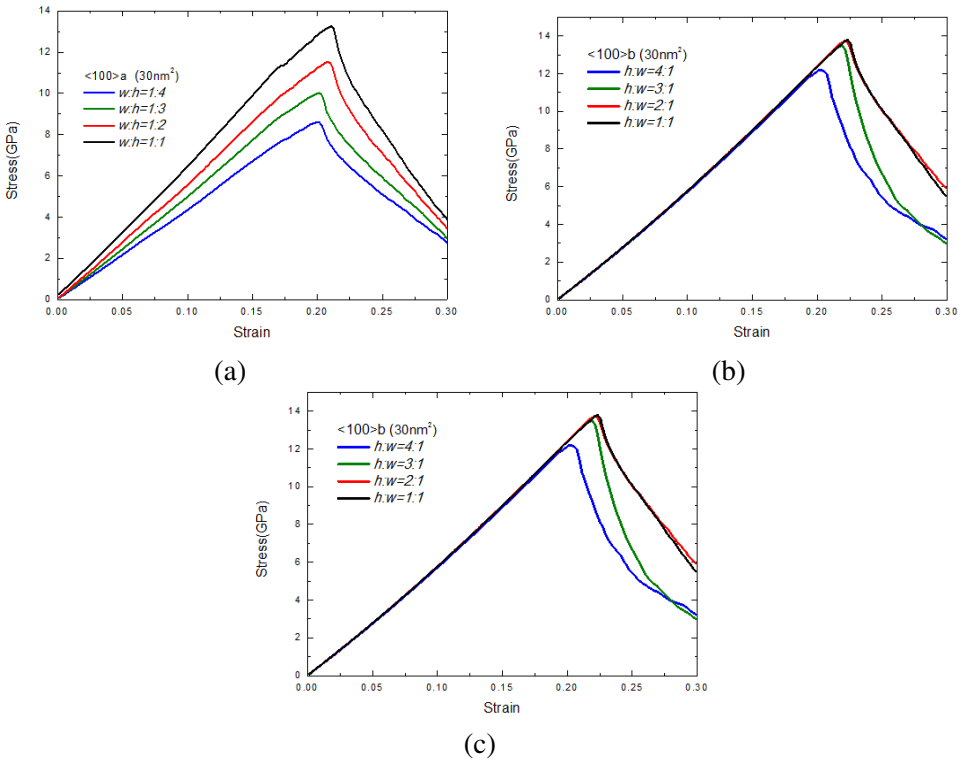 <100>a (30nm²)
w:h=1:4
w:h=1:3
w:h=1:2
w:h=1:1
14
12
10
8
6
4
2
0
Stress(GPa)
0.00 0.05 0.10 0.15 0.20 0.25 0.30
Strain
(a)
<100>b (30nm²)
h:w=4:1
h:w=3:1
h:w=2:1
h:w=1:1
14
12
10
8
6
4
2
0
Stress(GPa)
0.00 0.05 0.10 0.15 0.20 0.25 0.30
Strain
(b)
<100>b (30nm²)
h:w=4:1
h:w=3:1
h:w=2:1
h:w=1:1
14
12
10
8
6
4
2
0
Stress(GPa)
0.00 0.05 0.10 0.15 0.20 0.25 0.30
Strain
(c)